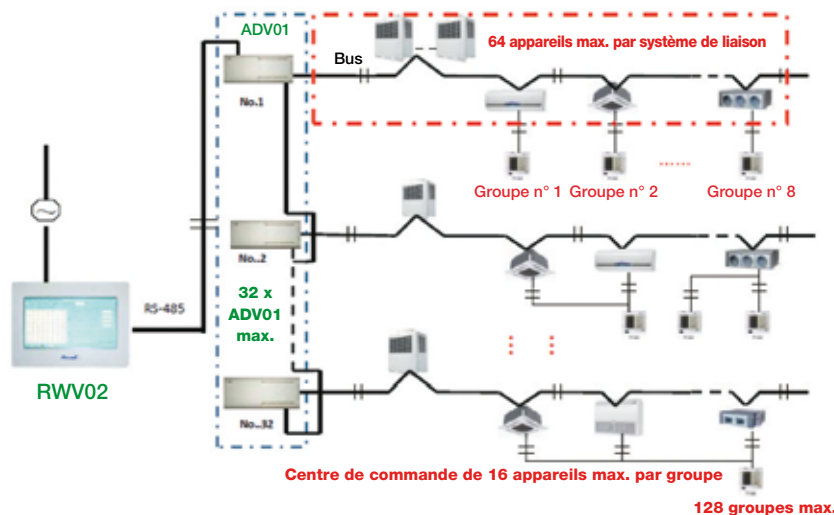 ADV01
64 appareils max. par système de liaison
Bus
No.1
Groupe n° 1 Groupe n° 2 Groupe n° 8
No..2
RS-485
32 x
ADV01
max.
RWV02
No..32
Centre de commande de 16 appareils max. par groupe
128 groupes max.